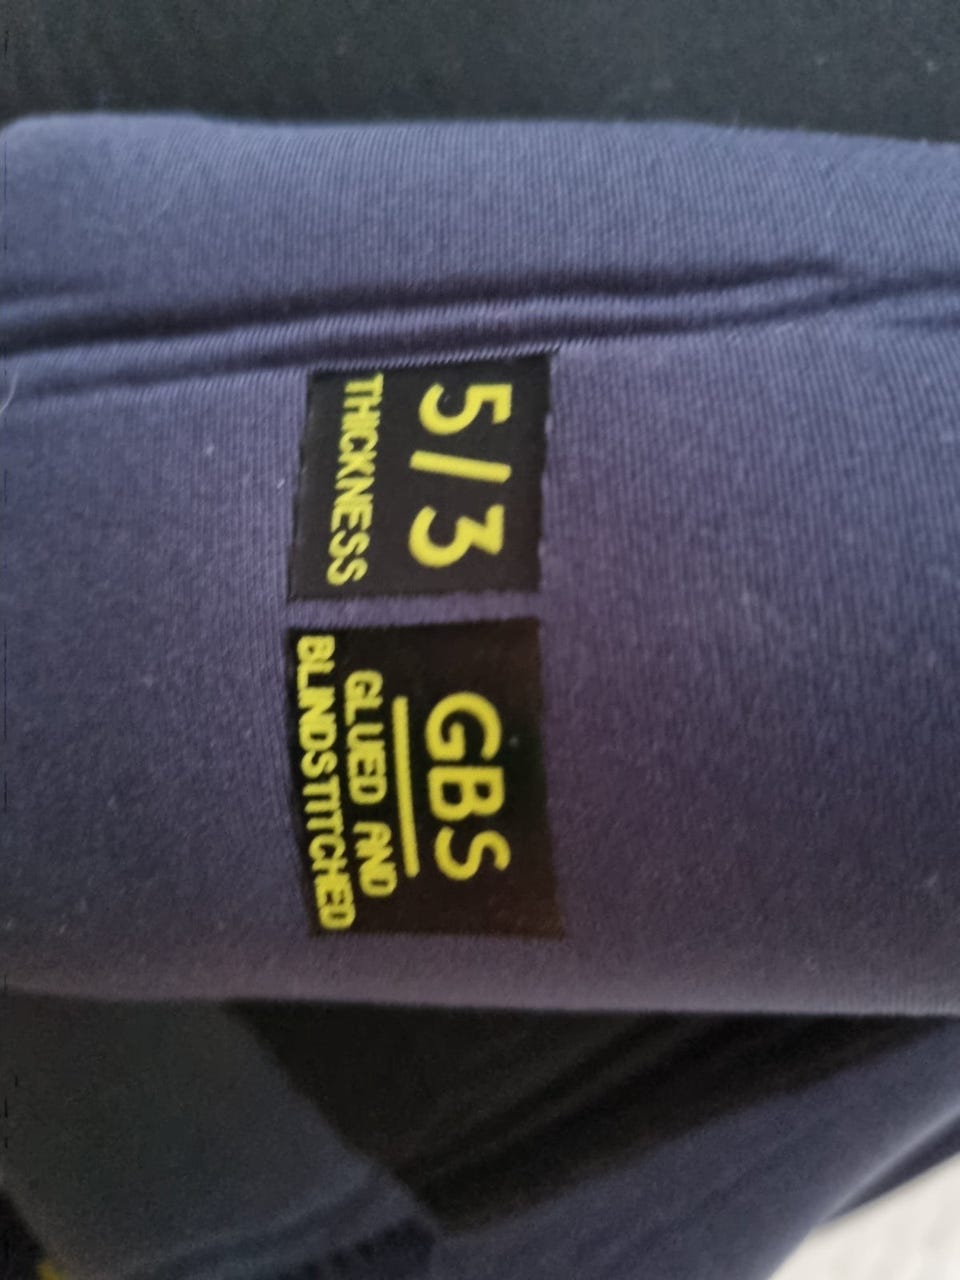 5/3
THICKNESS
GBS
GLUED AND
BLINDSTITCHED